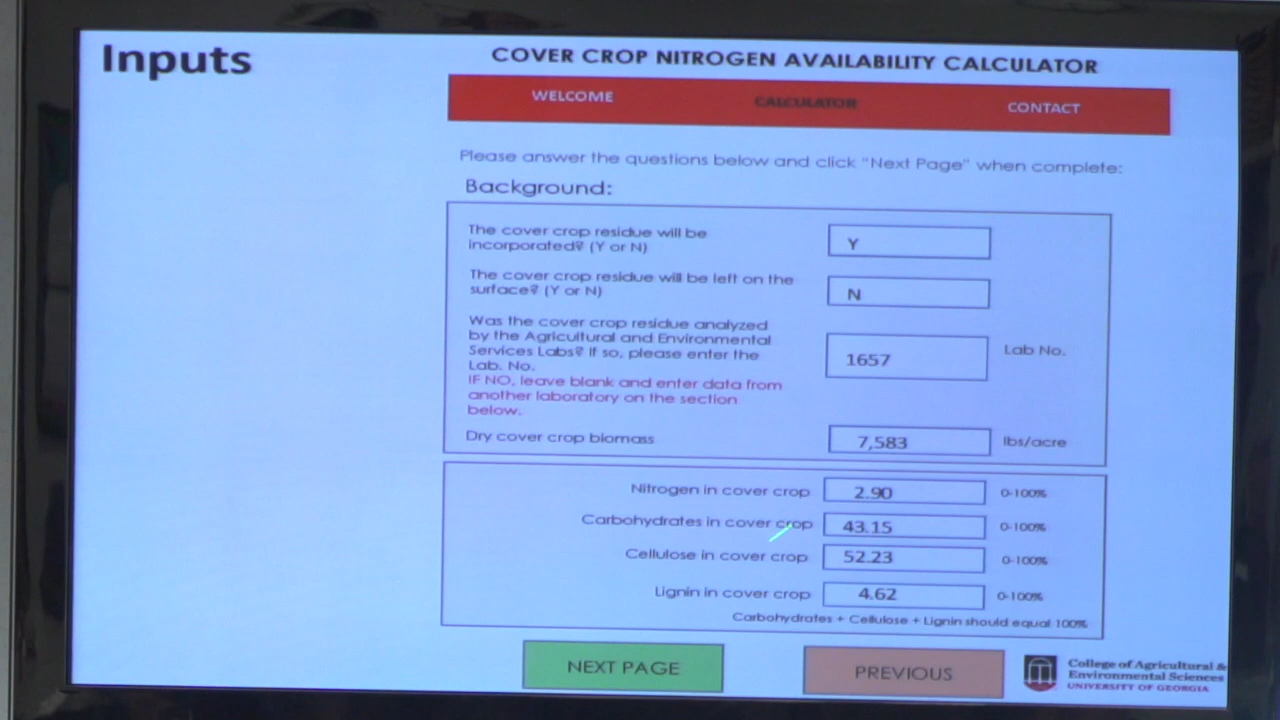 Inputs
COVER CROP NITROGEN AVAILABILITY CALCULATOR
WELCOME
CALCULATOR
CONTACT
Please answer the questions below and click "Next Page" when complete:
Background:
The cover crop residue will be
incorporated? (Y or N)
Y
The cover crop residue will be left on the
surface? (Y or N)
N
Was the cover crop residue analyzed
by the Agricultural and Environmental
Services Labs? If so, please enter the
Lab. No.
1657
Lab No.
IF NO, leave blank and enter data from
another laboratory on the section
below.
Dry cover crop biomass
7,583
lbs/acre
Nitrogen in cover crop
2.90
0-100%
Carbohydrates in cover crop
43.15
0-100%
Cellulose in cover crop
52.23
0-100%
Lignin in cover crop
4.62
0-100%
Carbohydrates + Cellulose + Lignin should equal 100%
NEXT PAGE
PREVIOUS
College of Agricultural &
Environmental Sciences
UNIVERSITY OF GEORGIA